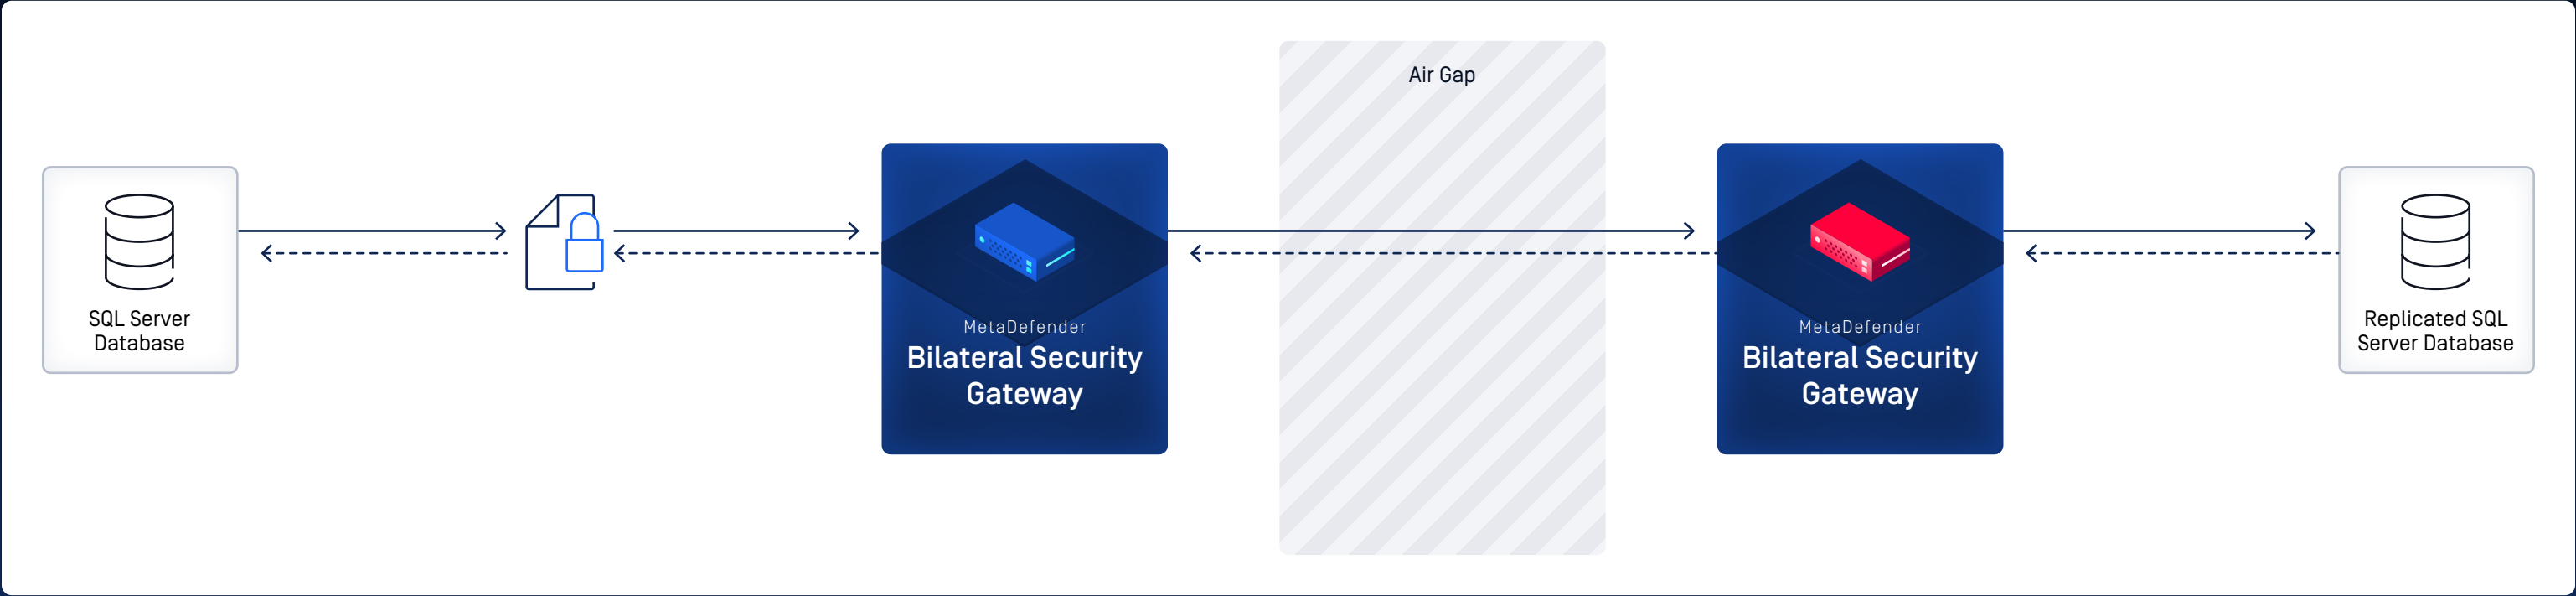 Air Gap
SQL Server
Database
MetaDefender
Bilateral Security
Gateway
MetaDefender
Bilateral Security
Gateway
Replicated SQL
Server Database